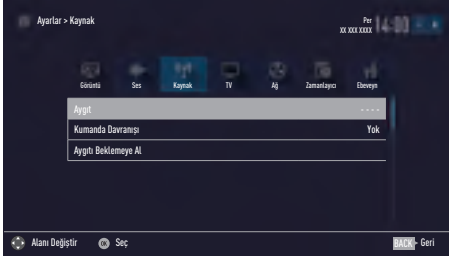 Ayarlar > Kaynak
Per
xx xxx xxxx 14:00
Görüntü Ses Kaynak TV Ağ Zamanlayıcı Ebeveyn
Aygıt - - - -
Kumanda Davranışı Yok
Aygıtı Beklemeye Al
Alanı Değiştir OK Seç BACK Geri